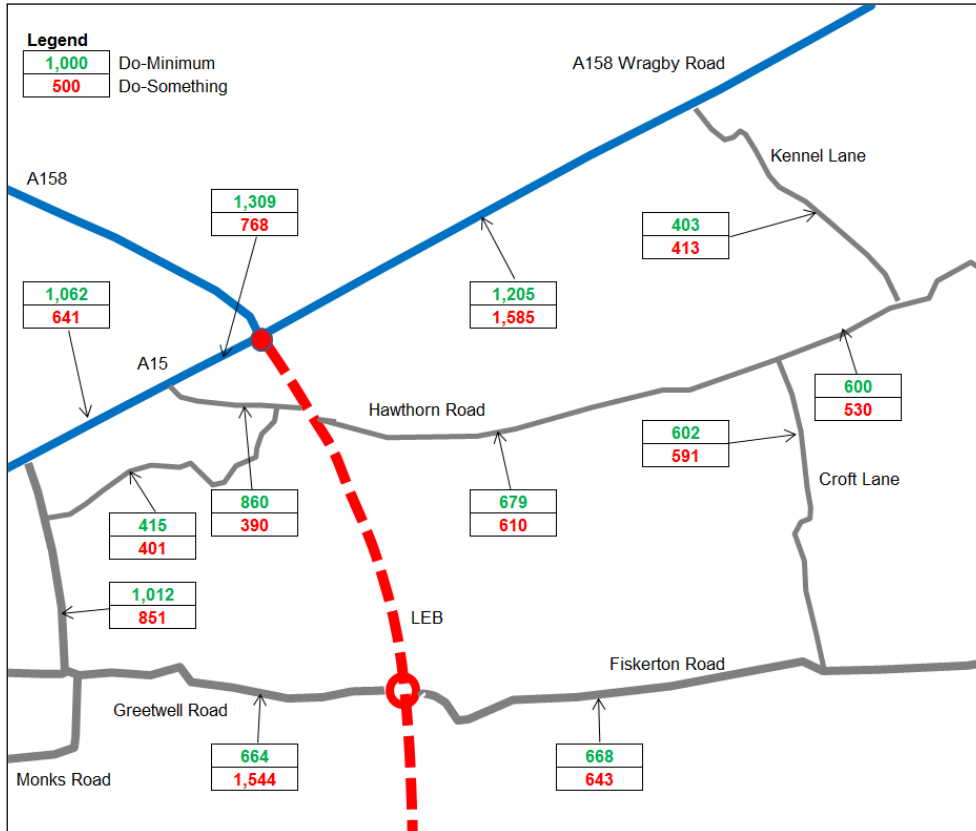 Legend
1,000 Do-Minimum
500 Do-Something
A158 Wragby Road
Kennel Lane
A158
1,309
768
403
413
1,062
641
1,205
1,585
A15
Hawthorn Road
600
530
602
591
Croft Lane
860
390
679
610
415
401
1,012
851
LEB
Fiskerton Road
Greetwell Road
664
1,544
668
643
Monks Road